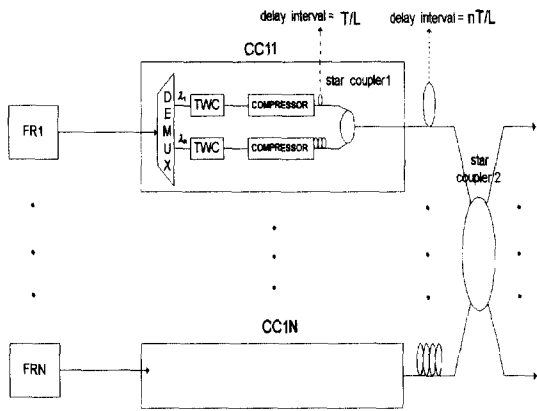 delay interval = T/L
delay interval = nT/L
CC11
star coupler1
DEMUX
λ1
TWC
COMPRESSOR
FR1
λn
TWC
COMPRESSOR
star
coupler 2
CC1N
FRN